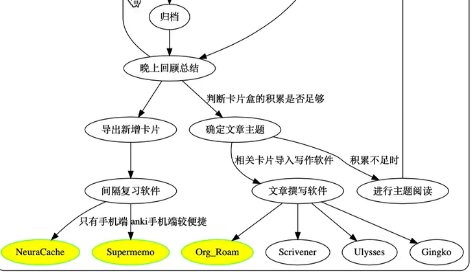 归档
晚上回顾总结
判断卡片盒的积累是否足够
导出新增卡片
确定文章主题
相关卡片导入写作软件
积累不足时
间隔复习软件
文章撰写软件
进行主题阅读
只有手机端 anki手机端较便捷
NeuraCache
Supermemo
Org_Roam
Scrivener
Ulysses
Gingko